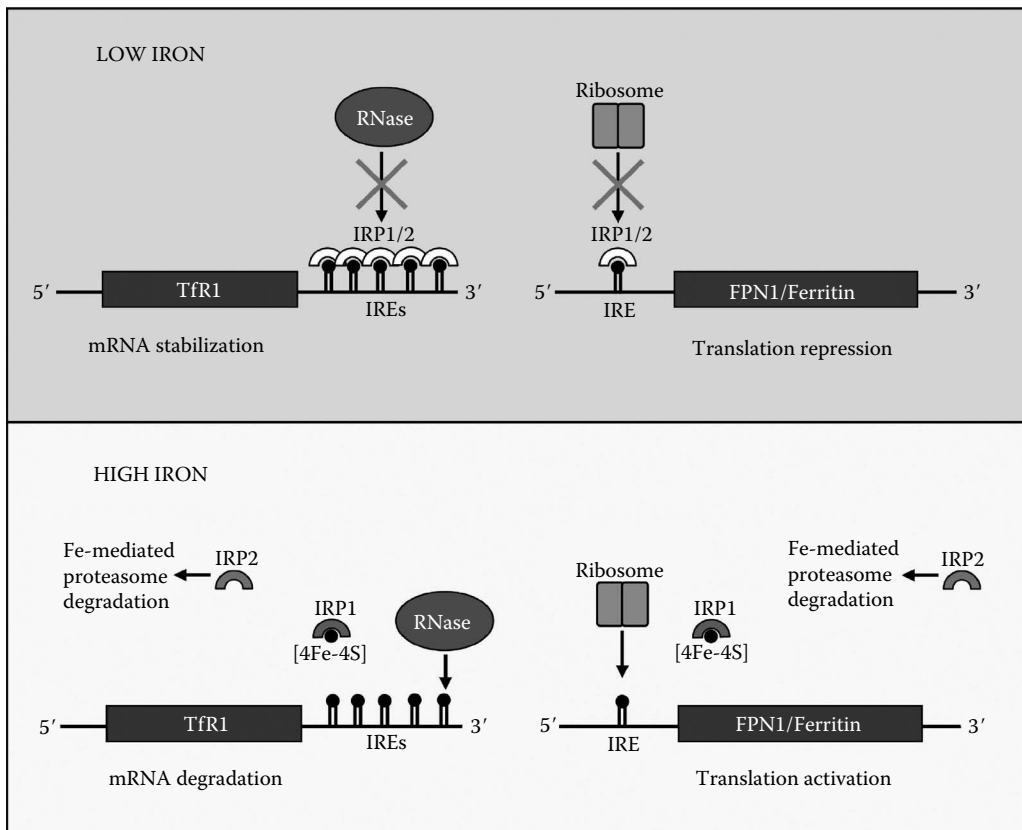 LOW IRON
RNase
IRP1/2
5′
TfR1
3′
IREs
mRNA stabilization
Ribosome
IRP1/2
5′
FPN1/Ferritin
3′
IRE
Translation repression
HIGH IRON
Fe-mediated
proteasome
degradation
IRP2
IRP1
[4Fe-4S]
RNase
5′
TfR1
3′
IREs
mRNA degradation
Ribosome
IRP1
[4Fe-4S]
Fe-mediated
proteasome
degradation
IRP2
5′
FPN1/Ferritin
3′
IRE
Translation activation